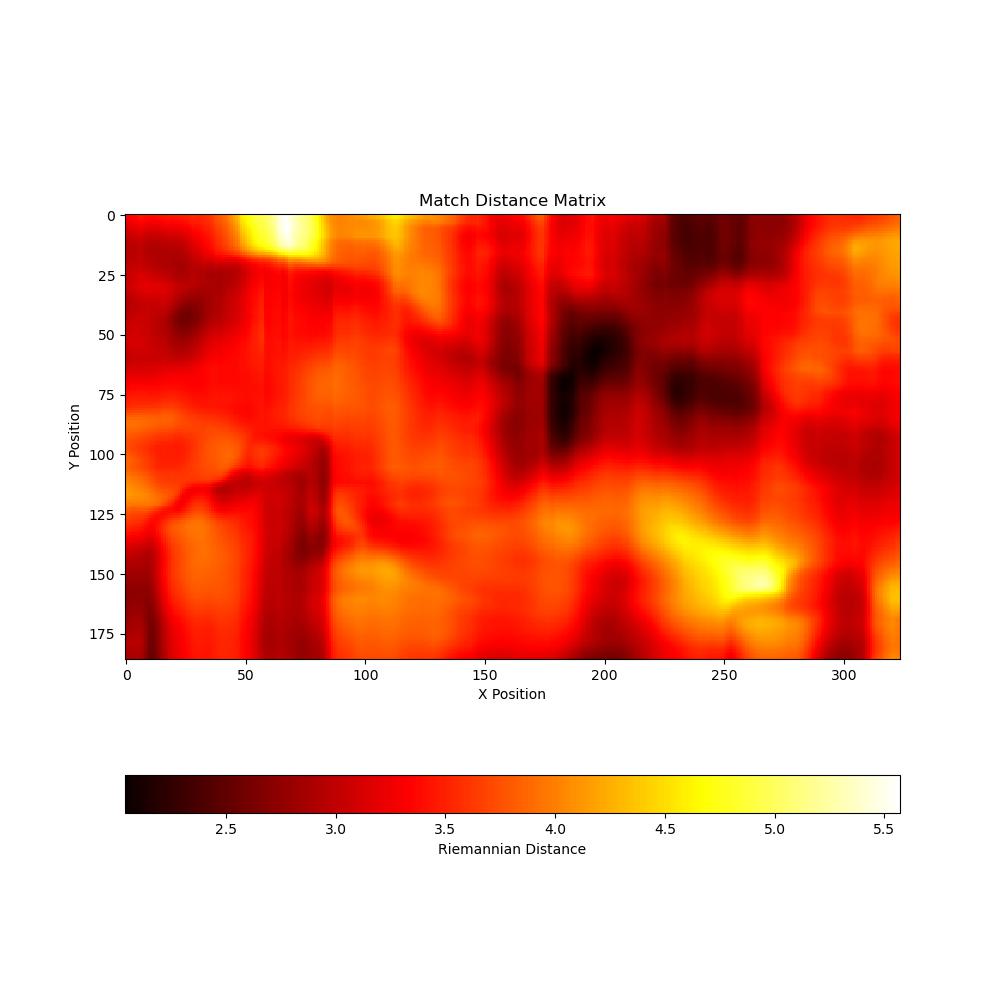 Match Distance Matrix
0
25
50
75
100
125
150
175
Y Position
0 50 100 150 200 250 300
X Position
2.5 3.0 3.5 4.0 4.5 5.0 5.5
Riemannian Distance